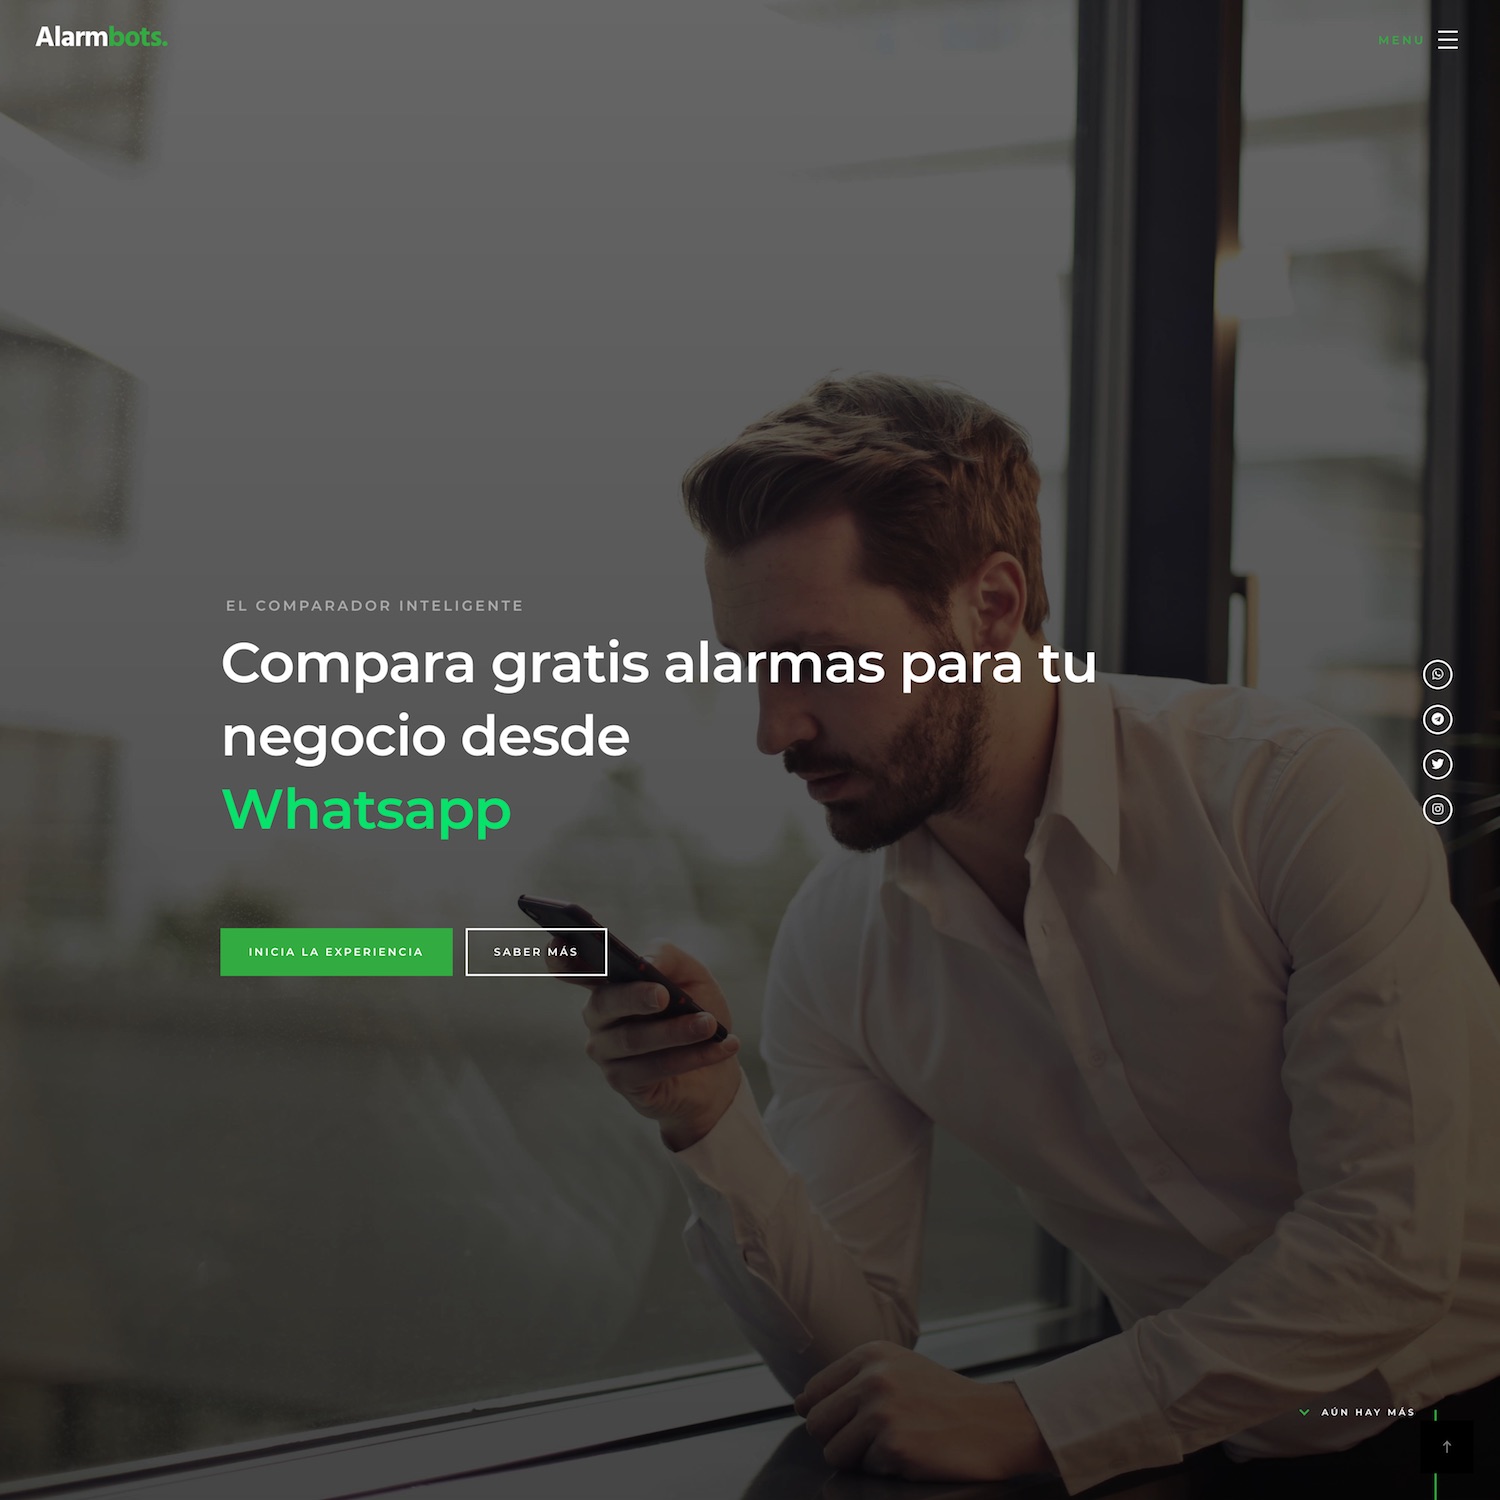 Alarmbots.
MENU
EL COMPARADOR INTELIGENTE
Compara gratis alarmas para tu
negocio desde
Whatsapp
INICIA LA EXPERIENCIA
SABER MÁS
AÚN HAY MÁS